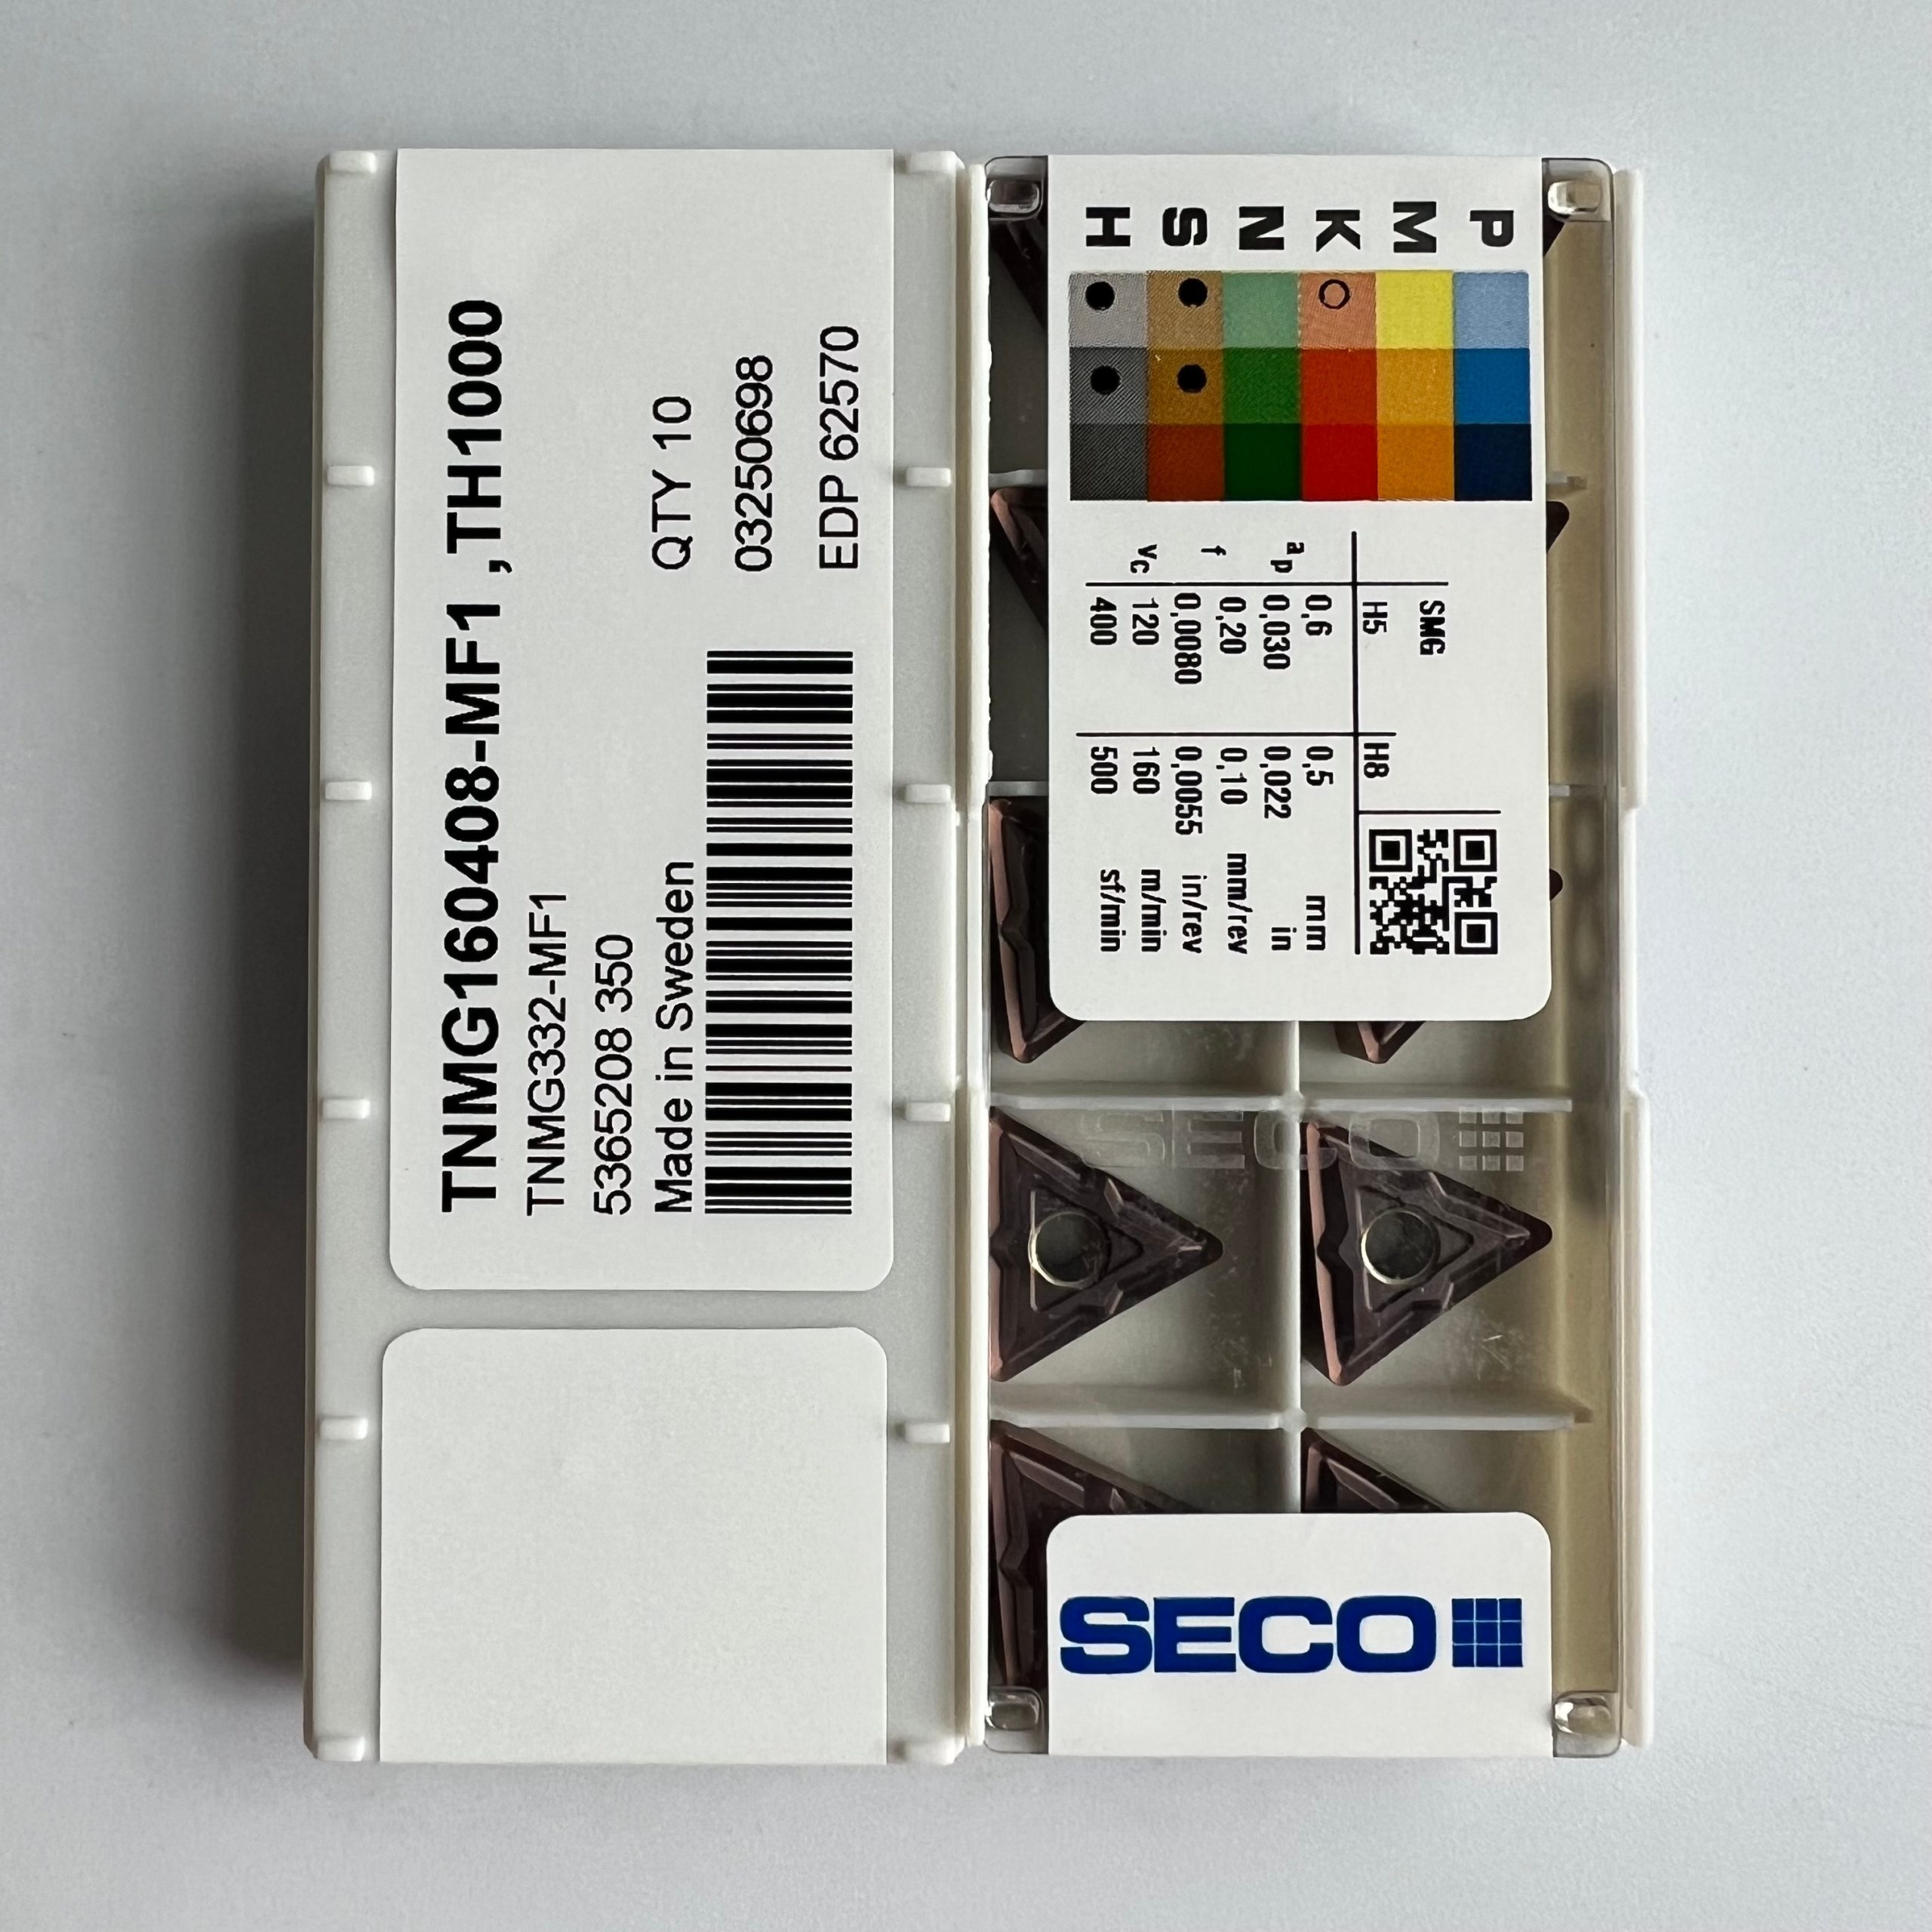 TNMG160408-MF1 ,TH1000
TNMG332-MF1
5365208 350
Made in Sweden
QTY 10
03250698
EDP 62570
P
M
K
N
S
H
SMG
H5 H8
ap 0,6 0,5 mm
0,030 0,022 in
f 0,20 0,10 mm/rev
0,0080 0,0055 in/rev
vc 120 160 m/min
400 500 sf/min
SECO
SECO